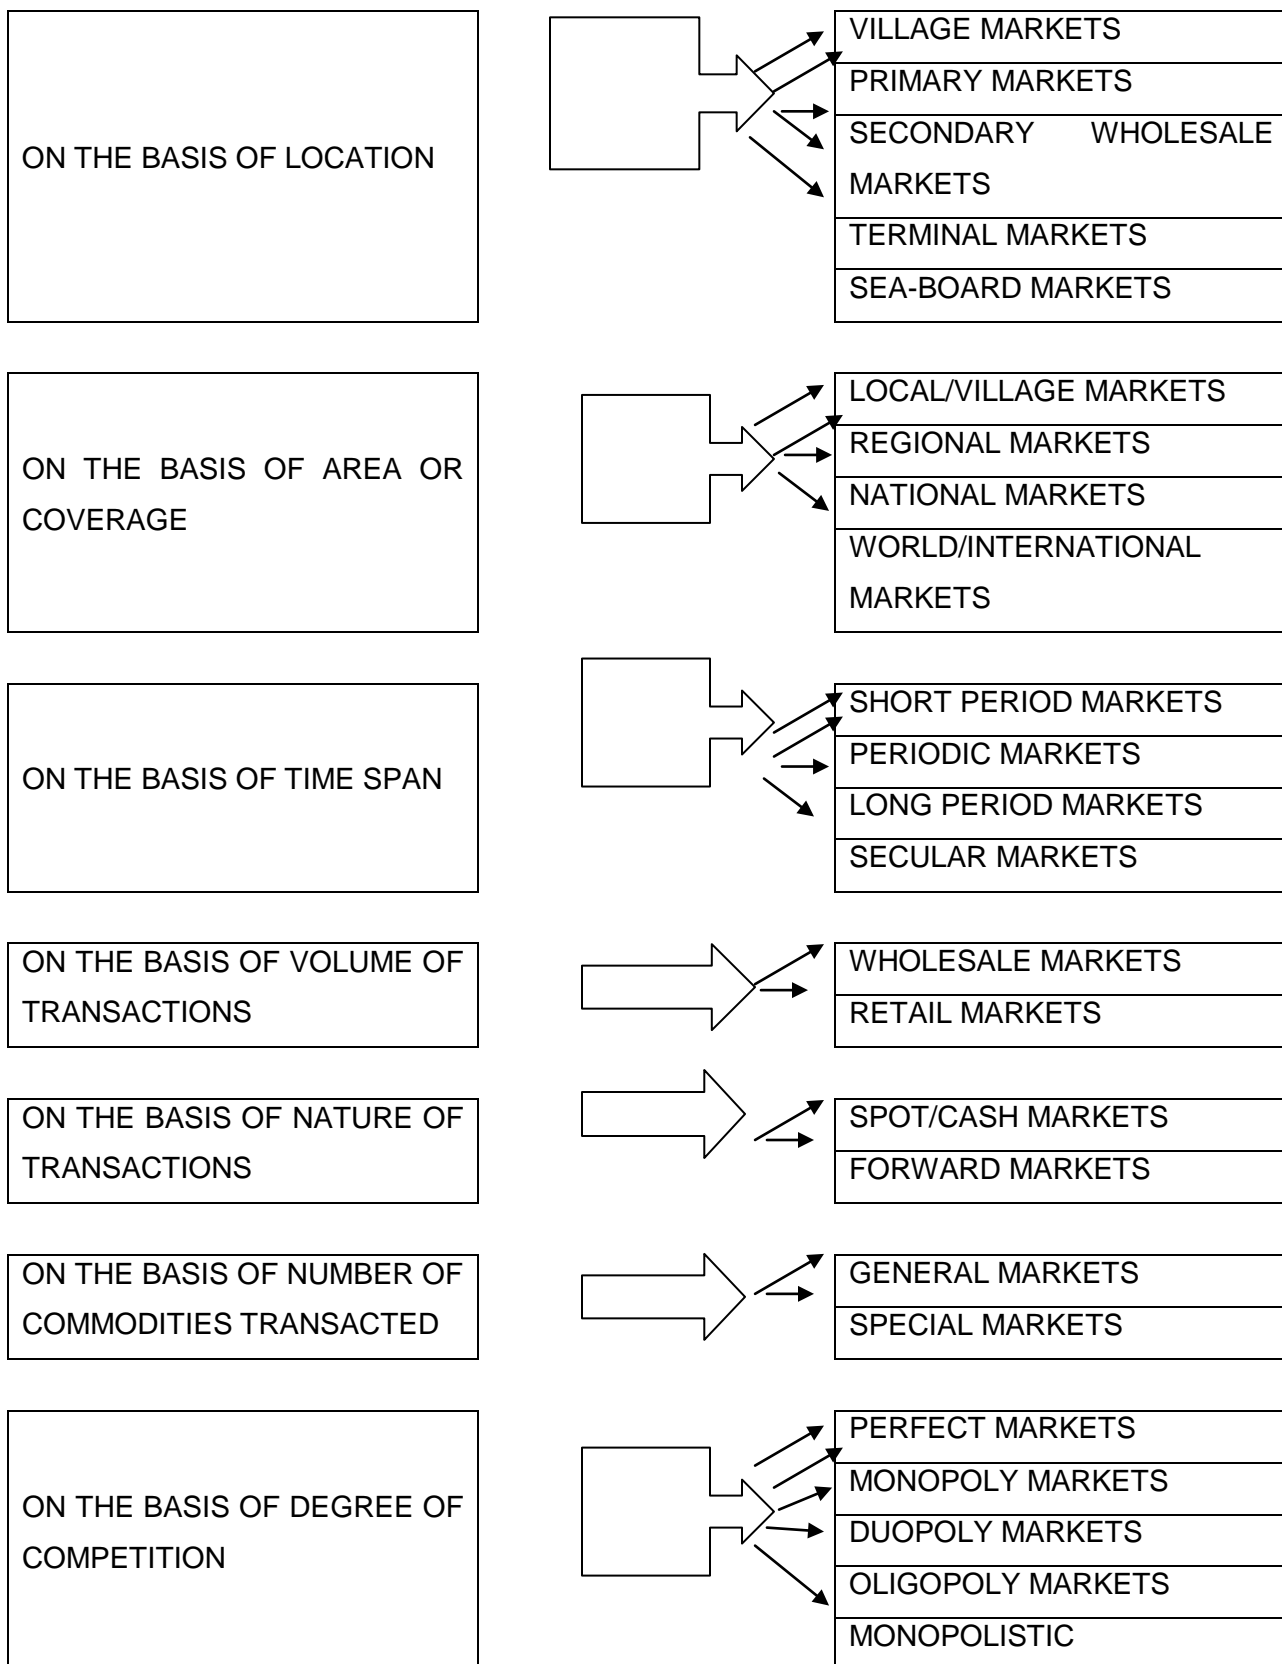 ON THE BASIS OF LOCATION
VILLAGE MARKETS
PRIMARY MARKETS
SECONDARY WHOLESALE
MARKETS
TERMINAL MARKETS
SEA-BOARD MARKETS
ON THE BASIS OF AREA OR
COVERAGE
LOCAL/VILLAGE MARKETS
REGIONAL MARKETS
NATIONAL MARKETS
WORLD/INTERNATIONAL
MARKETS
ON THE BASIS OF TIME SPAN
SHORT PERIOD MARKETS
PERIODIC MARKETS
LONG PERIOD MARKETS
SECULAR MARKETS
ON THE BASIS OF VOLUME OF
TRANSACTIONS
WHOLESALE MARKETS
RETAIL MARKETS
ON THE BASIS OF NATURE OF
TRANSACTIONS
SPOT/CASH MARKETS
FORWARD MARKETS
ON THE BASIS OF NUMBER OF
COMMODITIES TRANSACTED
GENERAL MARKETS
SPECIAL MARKETS
ON THE BASIS OF DEGREE OF
COMPETITION
PERFECT MARKETS
MONOPOLY MARKETS
DUOPOLY MARKETS
OLIGOPOLY MARKETS
MONOPOLISTIC